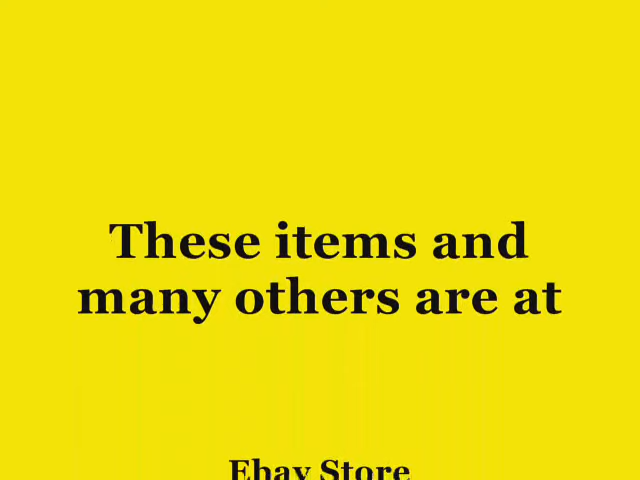 These items and
many others are at
Ebay Store